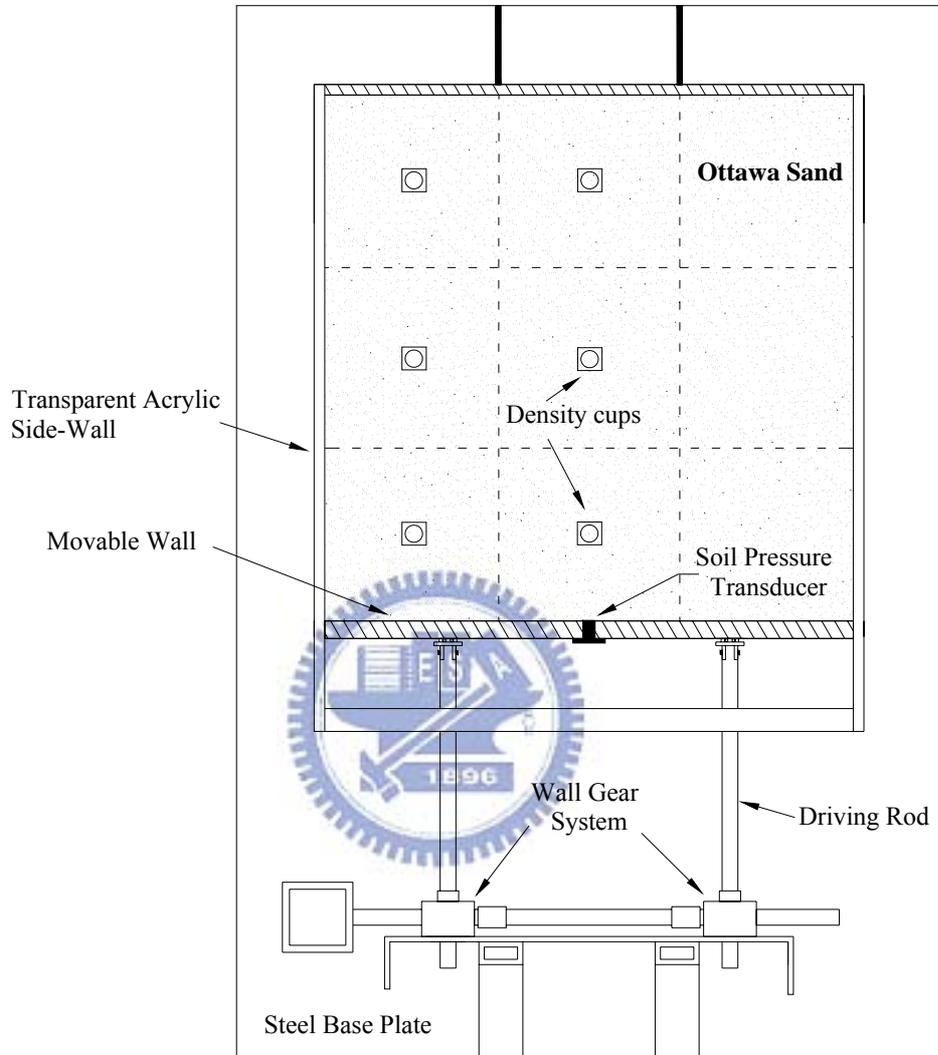 Ottawa Sand
Transparent Acrylic
Side-Wall
Density cups
Movable Wall
Soil Pressure
Transducer
E S A
1896
Wall Gear
System
Driving Rod
Steel Base Plate